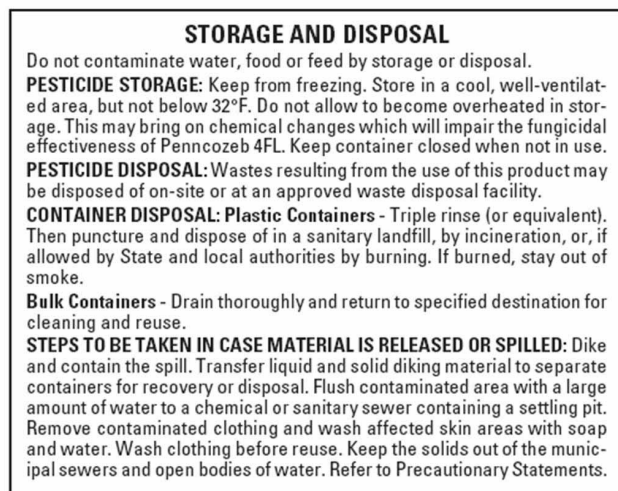 STORAGE AND DISPOSAL
Do not contaminate water, food or feed by storage or disposal.
PESTICIDE STORAGE: Keep from freezing. Store in a cool, well-ventilat-
ed area, but not below 32°F. Do not allow to become overheated in stor-
age. This may bring on chemical changes which will impair the fungicidal
effectiveness of Penncozeb 4FL. Keep container closed when not in use.
PESTICIDE DISPOSAL: Wastes resulting from the use of this product may
be disposed of on-site or at an approved waste disposal facility.
CONTAINER DISPOSAL: Plastic Containers - Triple rinse (or equivalent).
Then puncture and dispose of in a sanitary landfill, by incineration, or, if
allowed by State and local authorities by burning. If burned, stay out of
smoke.
Bulk Containers - Drain thoroughly and return to specified destination for
cleaning and reuse.
STEPS TO BE TAKEN IN CASE MATERIAL IS RELEASED OR SPILLED: Dike
and contain the spill. Transfer liquid and solid diking material to separate
containers for recovery or disposal. Flush contaminated area with a large
amount of water to a chemical or sanitary sewer containing a settling pit.
Remove contaminated clothing and wash affected skin areas with soap
and water. Wash clothing before reuse. Keep the solids out of the munic-
ipal sewers and open bodies of water. Refer to Precautionary Statements.